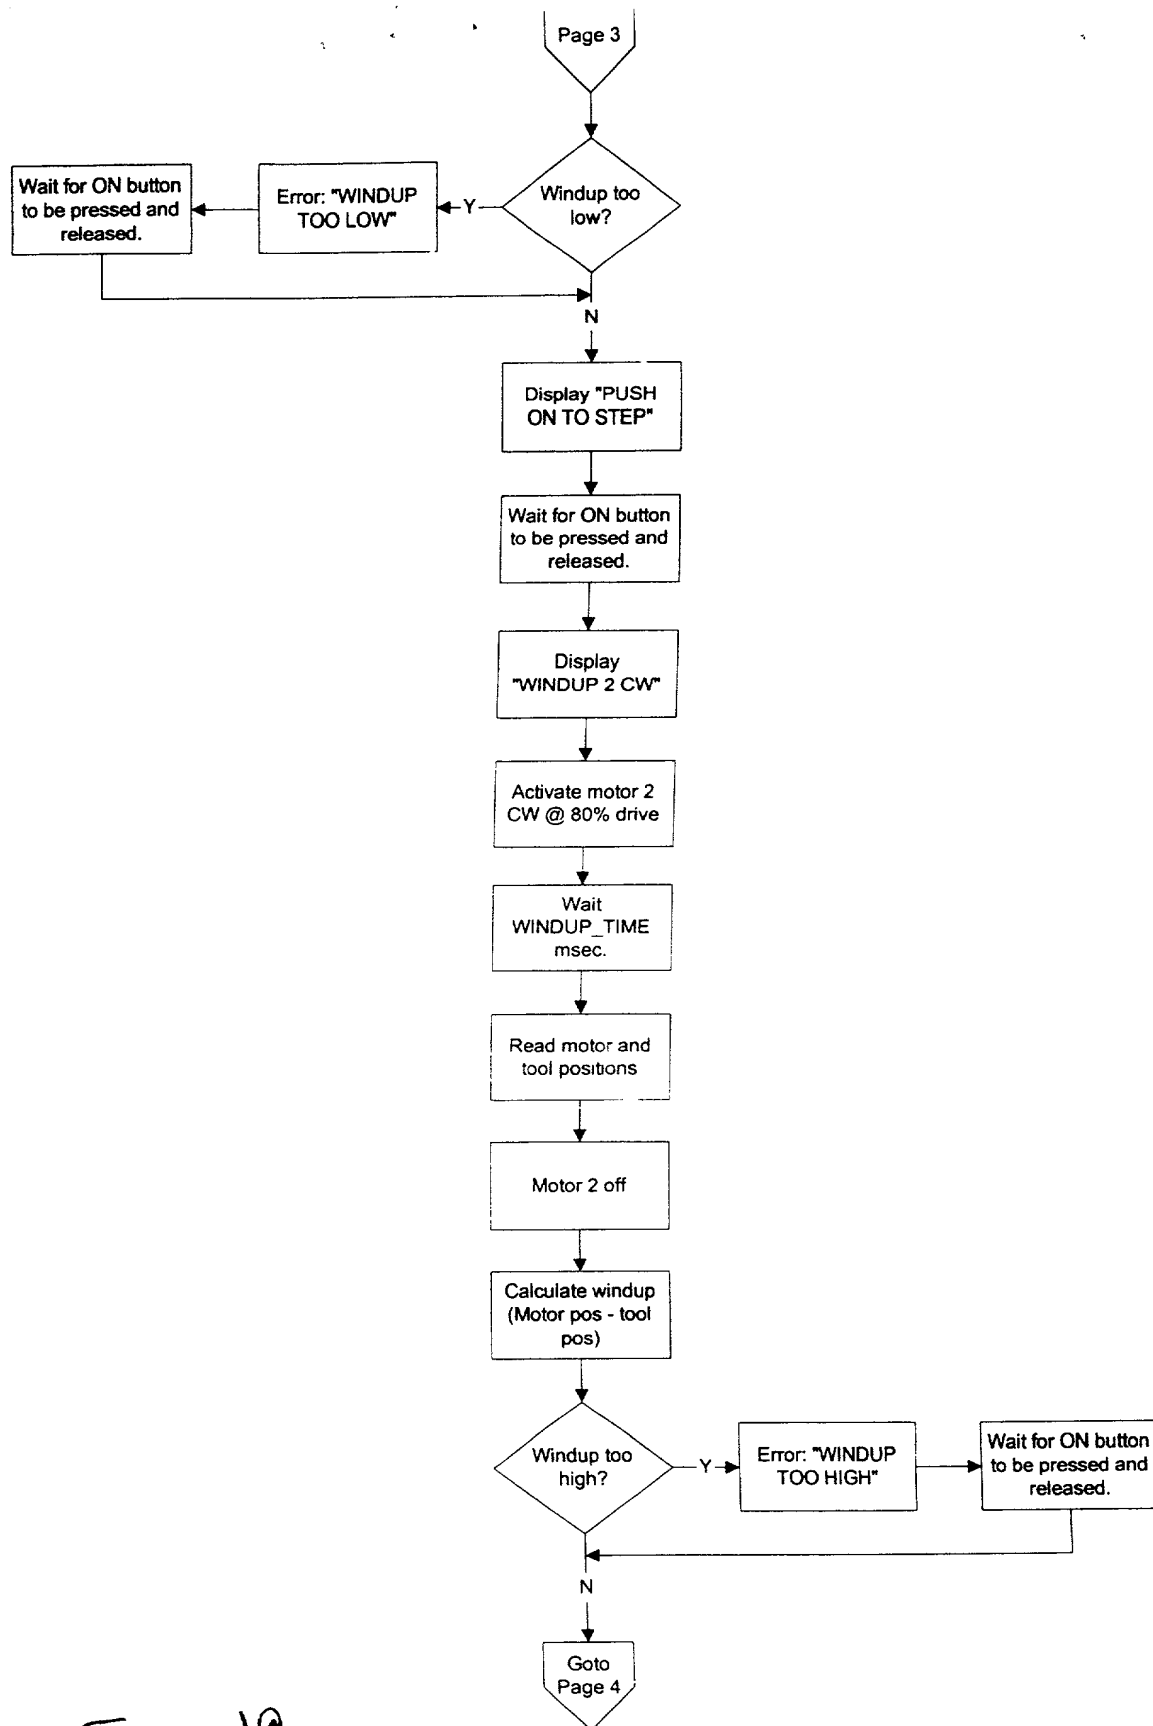 Page 3
Windup too
low?
Y
Error: "WINDUP
TOO LOW"
Wait for ON button
to be pressed and
released.
N
Display "PUSH
ON TO STEP"
Wait for ON button
to be pressed and
released.
Display
"WINDUP 2 CW"
Activate motor 2
CW @ 80% drive
Wait
WINDUP_TIME
msec.
Read motor and
tool positions
Motor 2 off
Calculate windup
(Motor pos - tool
pos)
Windup too
high?
Y
Error: "WINDUP
TOO HIGH"
Wait for ON button
to be pressed and
released.
N
Goto
Page 4